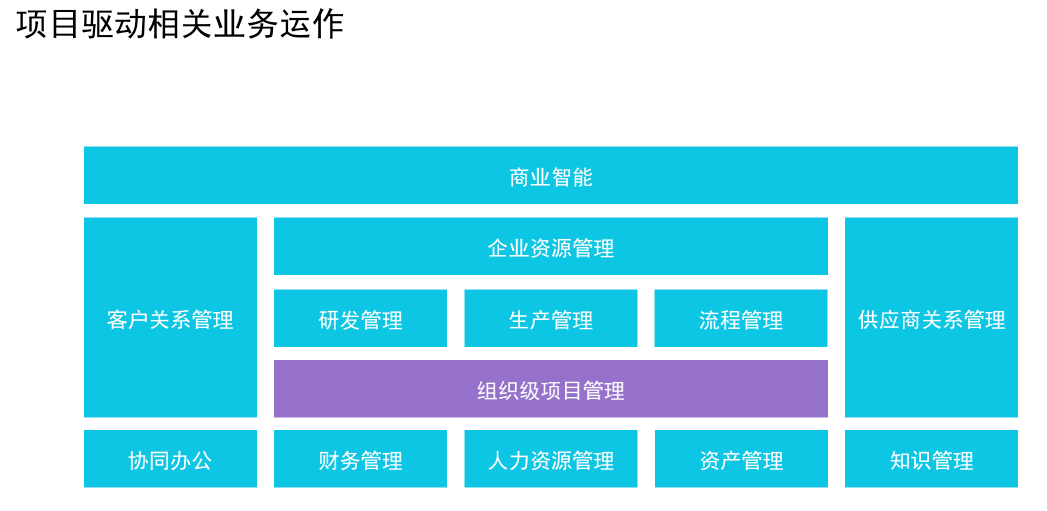 项目驱动相关业务运作
商业智能
客户关系管理
企业资源管理
供应商关系管理
研发管理
生产管理
流程管理
组织级项目管理
协同办公
财务管理
人力资源管理
资产管理
知识管理